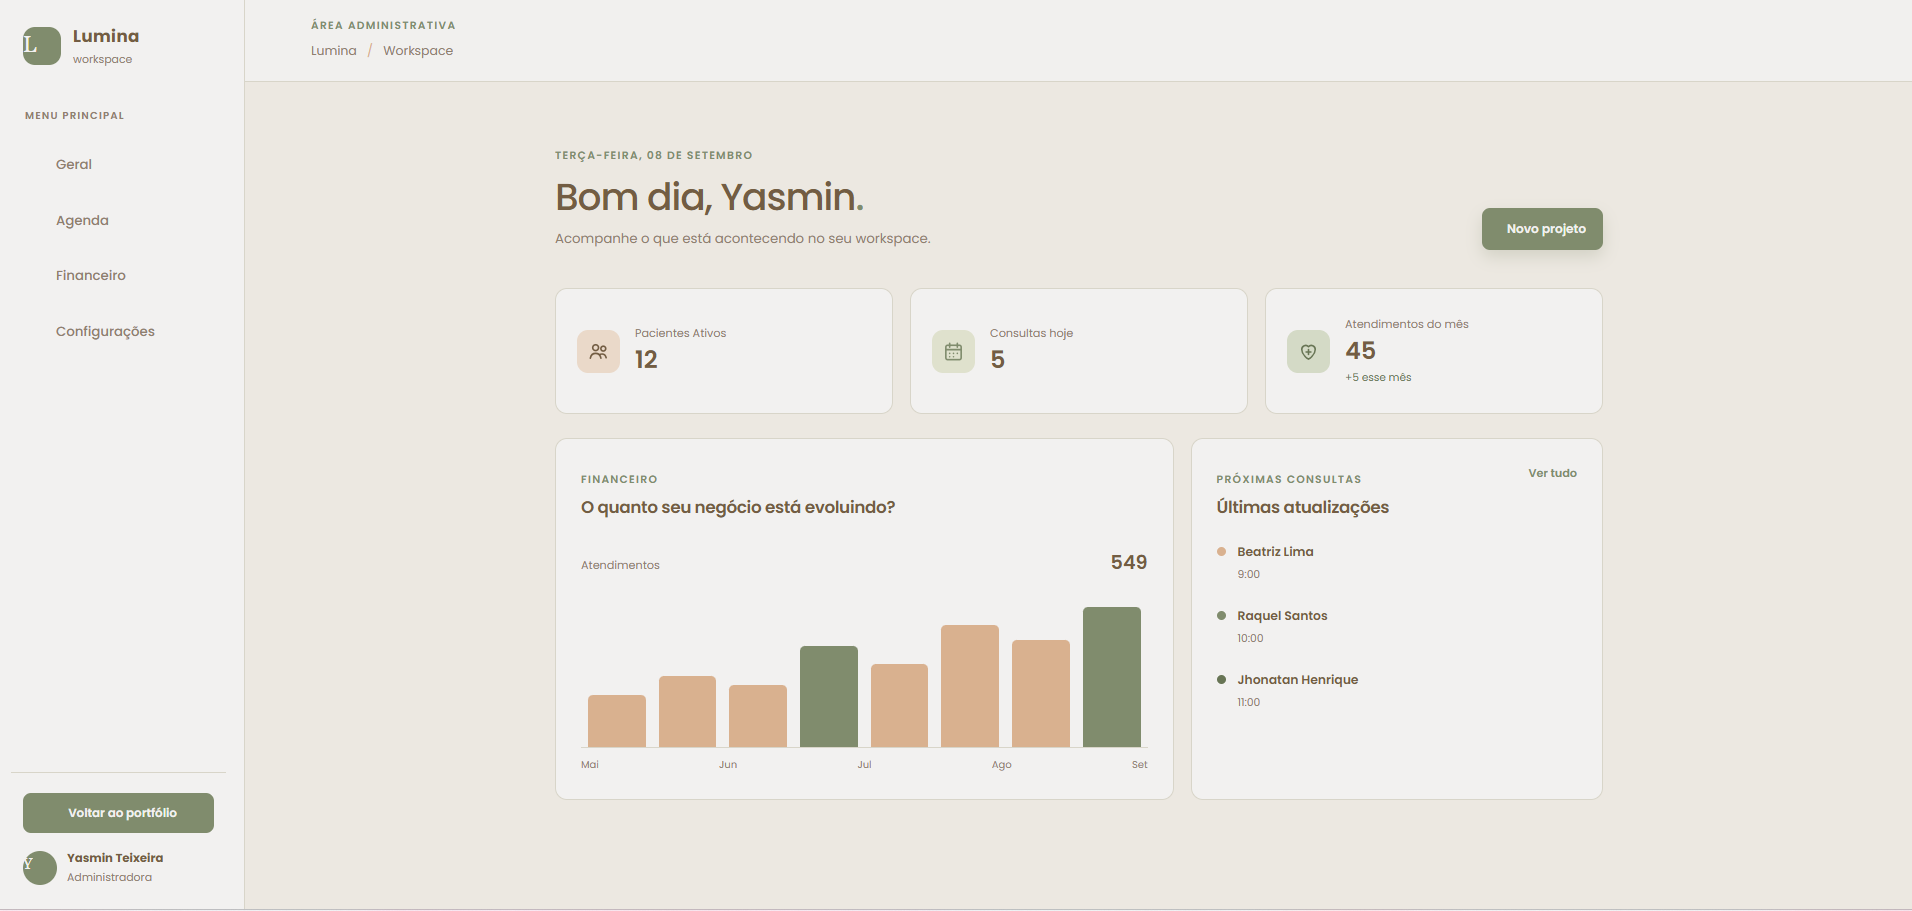 L
Lumina
workspace
MENU PRINCIPAL
Geral
Agenda
Financeiro
Configurações
Voltar ao portfólio
Y
Yasmin Teixeira
Administradora
ÁREA ADMINISTRATIVA
Lumina / Workspace
TERÇA-FEIRA, 08 DE SETEMBRO
Bom dia, Yasmin.
Acompanhe o que está acontecendo no seu workspace.
Novo projeto
Pacientes Ativos
12
Consultas hoje
5
Atendimentos do mês
45
+5 esse mês
FINANCEIRO
O quanto seu negócio está evoluindo?
Atendimentos 549
Mai Jun Jul Ago Set
PRÓXIMAS CONSULTAS
Ver tudo
Últimas atualizações
Beatriz Lima
9:00
Raquel Santos
10:00
Jhonatan Henrique
11:00